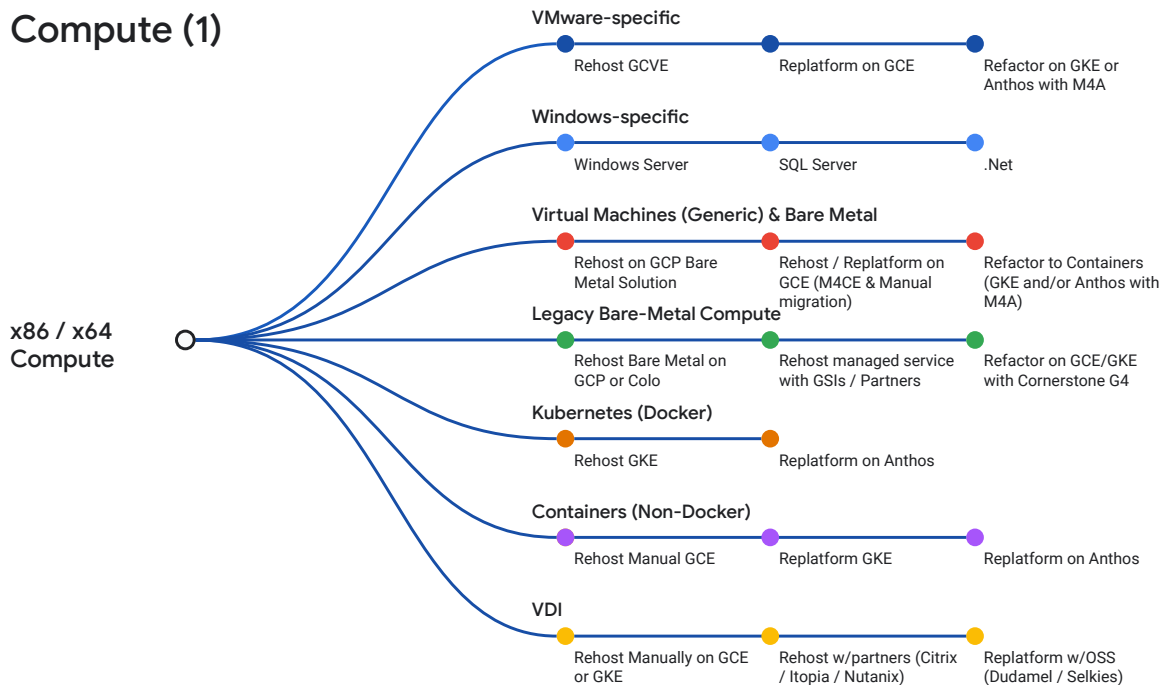 Compute (1)
x86 / x64
Compute
VMware-specific
Rehost GCVE
Replatform on GCE
Refactor on GKE or
Anthos with M4A
Windows-specific
Windows Server
SQL Server
.Net
Virtual Machines (Generic) & Bare Metal
Rehost on GCP Bare
Metal Solution
Rehost / Replatform on
GCE (M4CE & Manual
migration)
Refactor to Containers
(GKE and/or Anthos with
M4A)
Legacy Bare-Metal Compute
Rehost Bare Metal on
GCP or Colo
Rehost managed service
with GSIs / Partners
Refactor on GCE/GKE
with Cornerstone G4
Kubernetes (Docker)
Rehost GKE
Replatform on Anthos
Containers (Non-Docker)
Rehost Manual GCE
Replatform GKE
Replatform on Anthos
VDI
Rehost Manually on GCE
or GKE
Rehost w/partners (Citrix
/ Itopia / Nutanix)
Replatform w/OSS
(Dudamel / Selkies)